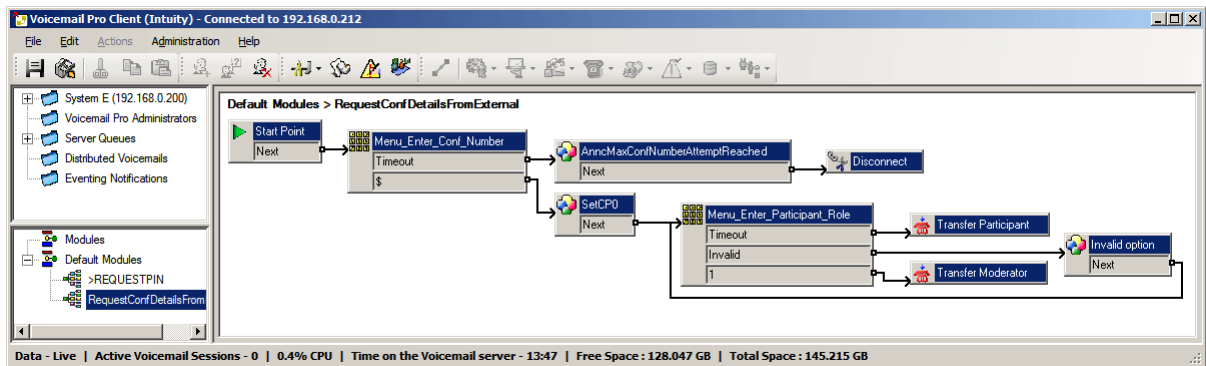 Voicemail Pro Client (Intuity) - Connected to 192.168.0.212
File Edit Actions Administration Help
System E (192.168.0.200)
Voicemail Pro Administrators
Server Queues
Distributed Voicemails
Eventing Notifications
Modules
Default Modules
>REQUESTPIN
RequestConfDetailsFrom
Default Modules > RequestConfDetailsFromExternal
Start Point
Next
Menu_Enter_Conf_Number
Timeout
$
AnncMaxConfNumberAttemptReached
Next
Disconnect
SetCP0
Next
Menu_Enter_Participant_Role
Timeout
Invalid
1
Transfer Participant
Transfer Moderator
Invalid option
Next
Data - Live | Active Voicemail Sessions - 0 | 0.4% CPU | Time on the Voicemail server - 13:47 | Free Space : 128.047 GB | Total Space : 145.215 GB